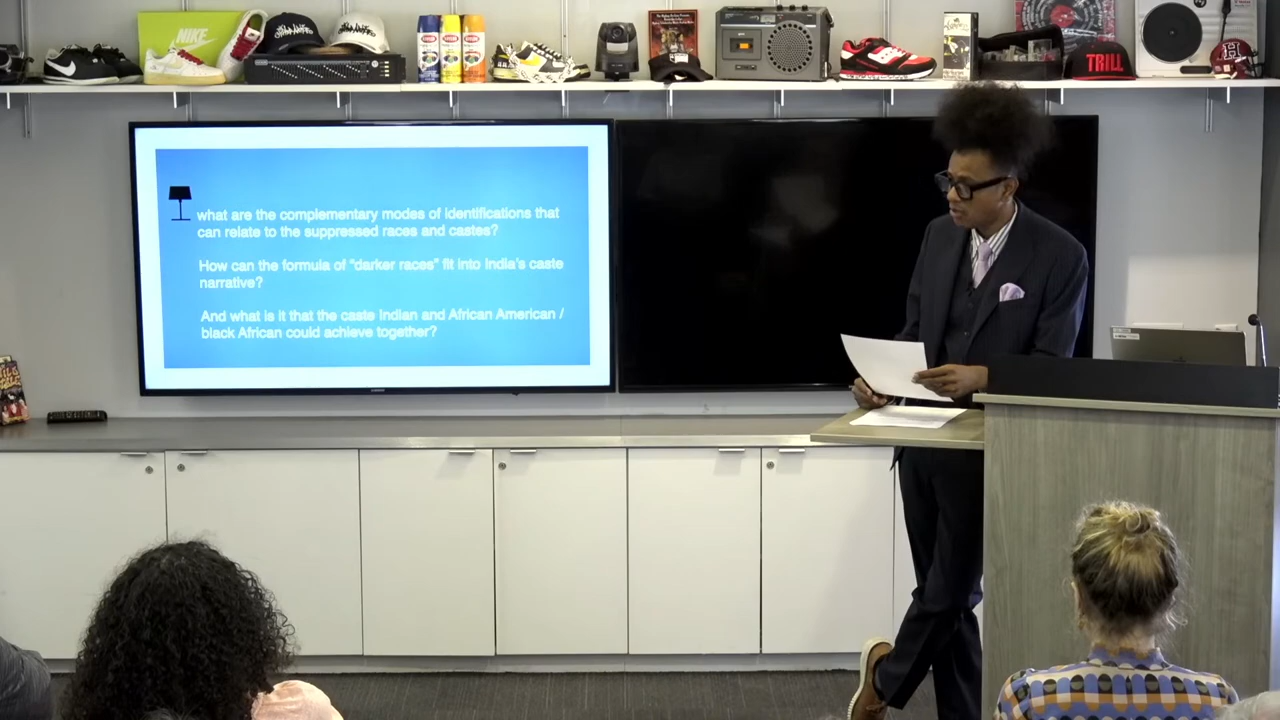 NIKE
TRILL
H
what are the complementary modes of identifications that
can relate to the suppressed races and castes?
How can the formula of "darker races" fit into India's caste
narrative?
And what is it that the caste Indian and African American /
black African could achieve together?